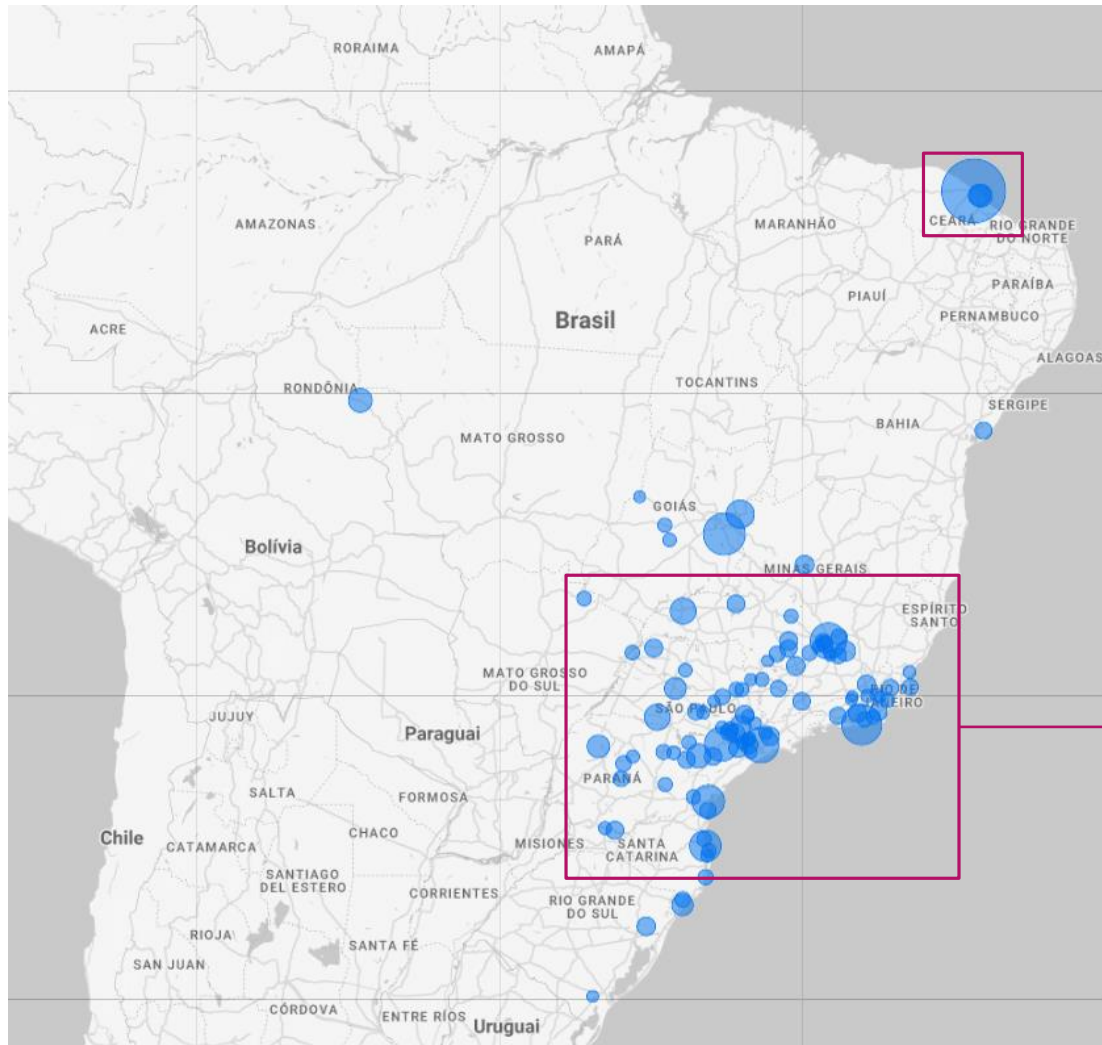 RORAIMA
AMAPÁ
AMAZONAS
PARÁ
MARANHÃO
CEARÁ
RIO GRANDE
DO NORTE
PARAÍBA
PIAUÍ
PERNAMBUCO
ACRE
Brasil
ALAGOAS
RONDÔNIA
TOCANTINS
SERGIPE
BAHIA
MATO GROSSO
GOIÁS
Bolívia
MINAS GERAIS
ESPÍRITO
SANTO
MATO GROSSO
DO SUL
RIO DE
JANEIRO
SÃO PAULO
JUJUY
Paraguai
PARANÁ
SALTA
FORMOSA
Chile
CATAMARCA
CHACO
MISIONES
SANTA
CATARINA
SANTIAGO
DEL ESTERO
CORRIENTES
RIO GRANDE
DO SUL
RIOJA
SANTA FÉ
SAN JUAN
CÓRDOVA
ENTRE RÍOS
Uruguai